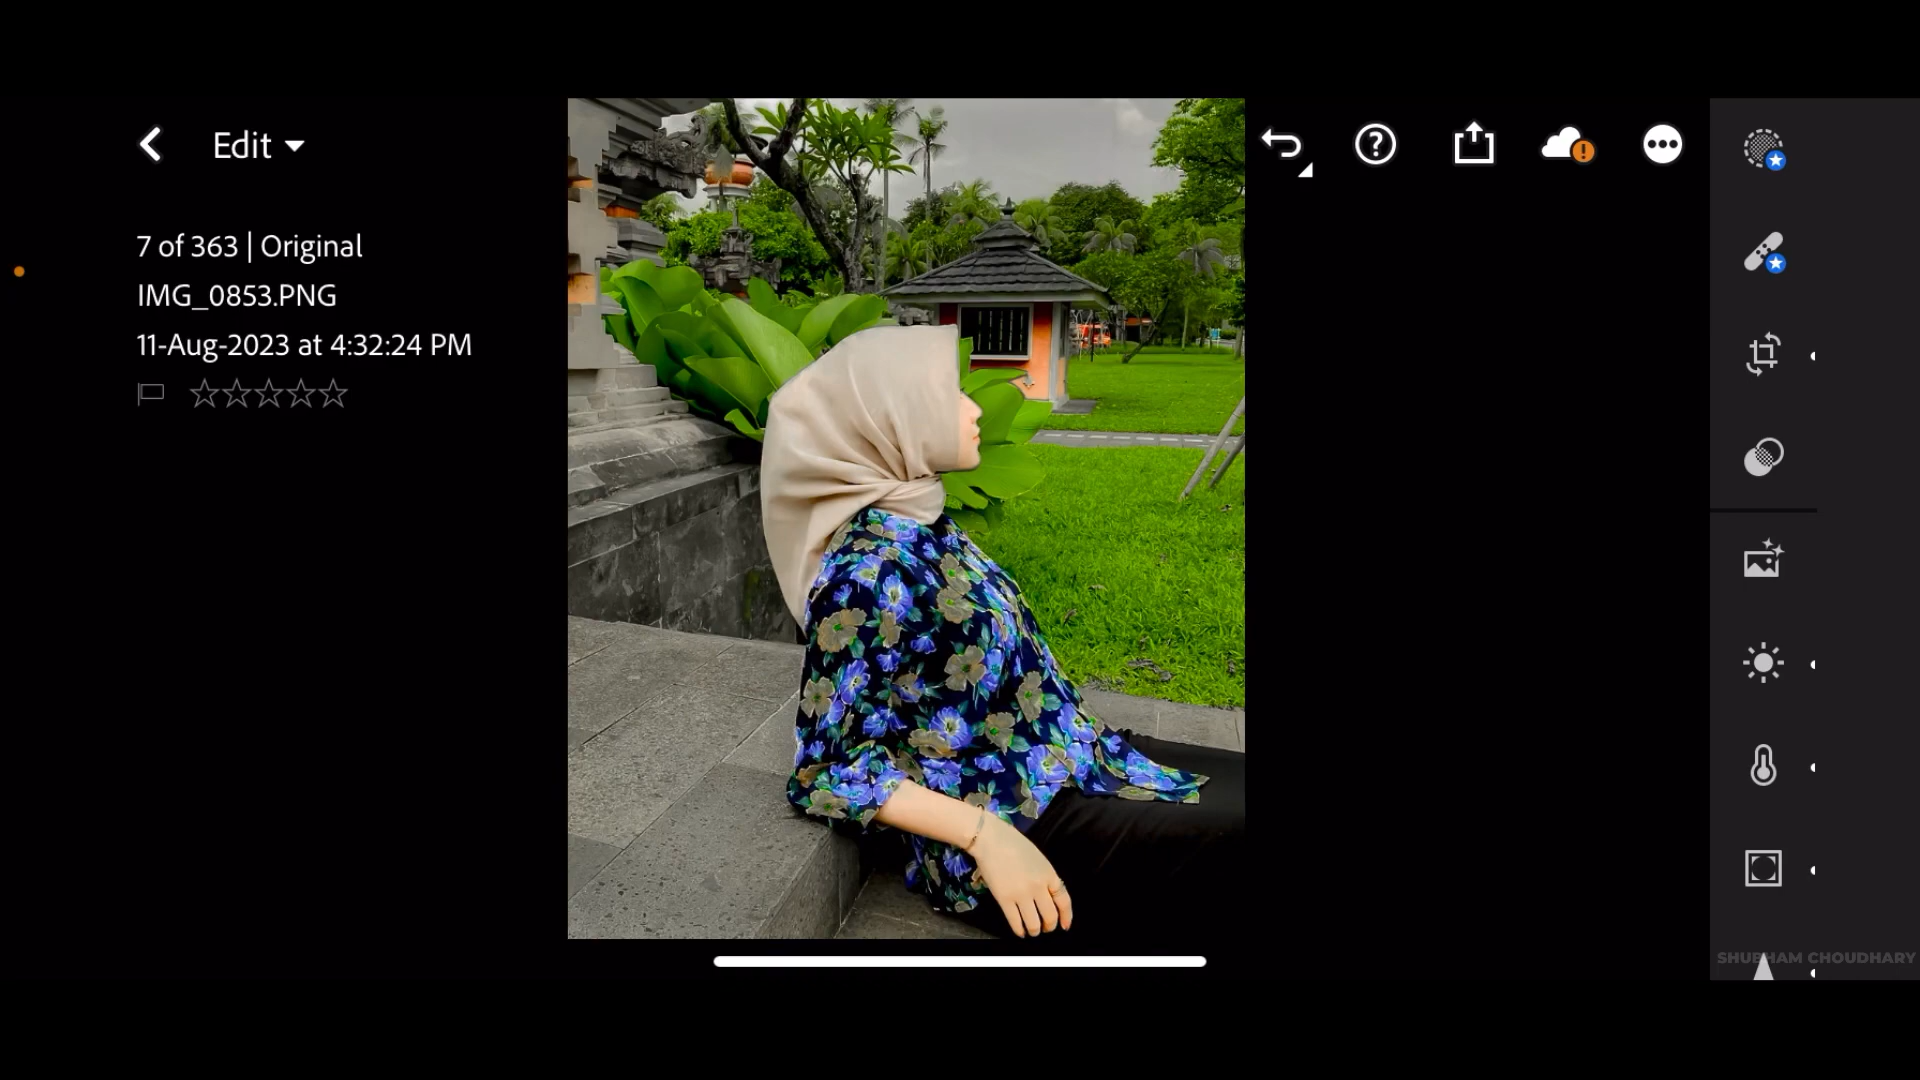 Edit
7 of 363 | Original
IMG_0853.PNG
11-Aug-2023 at 4:32:24 PM
SHUBHAM CHOUDHARY